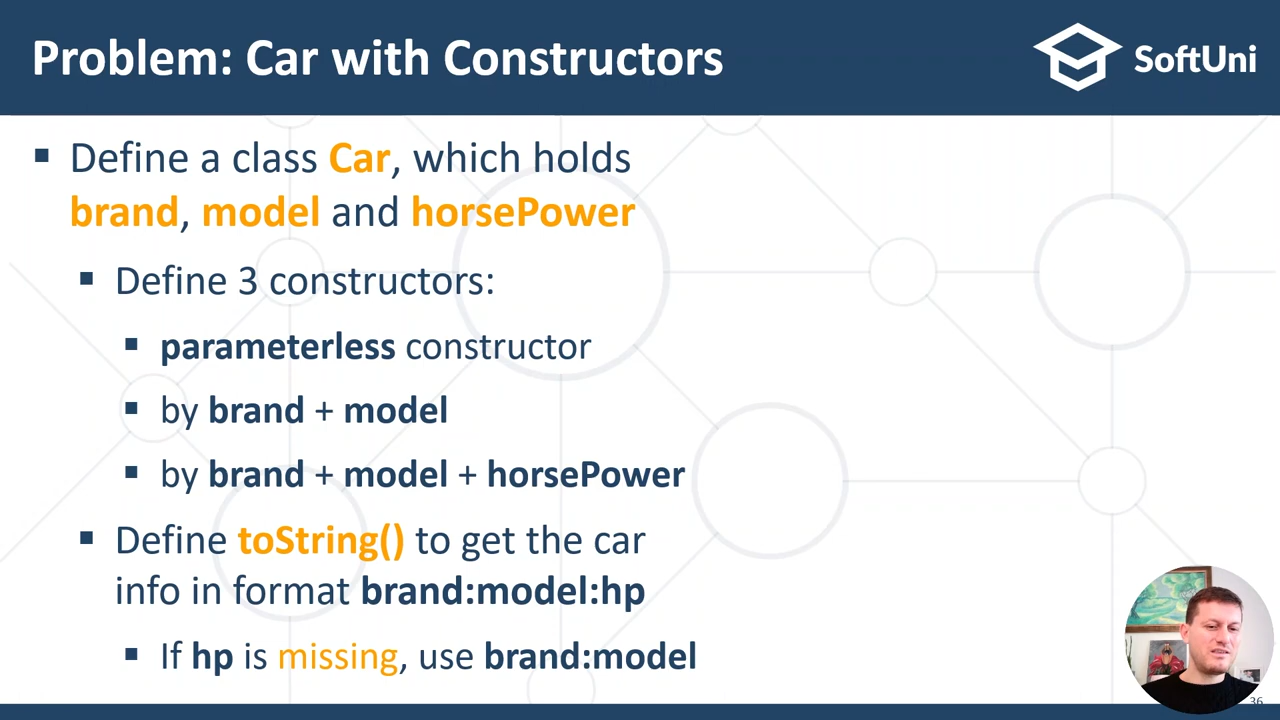 Problem: Car with Constructors
SoftUni
▪ Define a class Car, which holds
brand, model and horsePower
▪ Define 3 constructors:
▪ parameterless constructor
▪ by brand + model
▪ by brand + model + horsePower
▪ Define toString() to get the car
info in format brand:model:hp
▪ If hp is missing, use brand:model
36